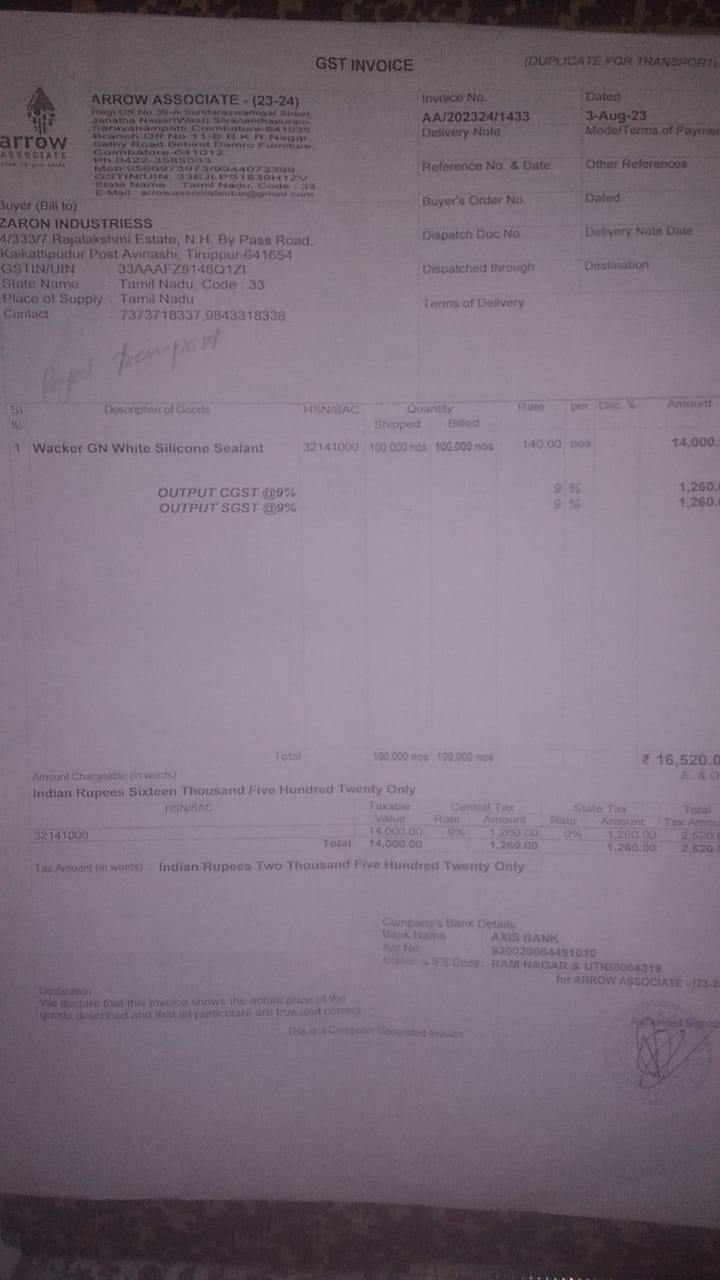 GST INVOICE
(DUPLICATE FOR TRANSPORT
arrow
ASSOCIATE
ARROW ASSOCIATE - (23-24)
Regt.Off.No.39-A,Sundaraswamigal Street,
Janatha Nagar(West),Sivananthapuram,
Saravanampatti,Coimbatore-641035
Branch.Off.No.11-B,B.K.R.Nagar,
Sathy Road,Behind Damro Furniture,
Coimbatore-641012
Ph.0422-3585093
GSTIN/UIN: 33EJLPS1839H1ZV
State Name : Tamil Nadu, Code : 33
E-Mail : arrowassociatecbe@gmail.com
Invoice No.
AA/202324/1433
Dated
3-Aug-23
Delivery Note
Mode/Terms of Paymen
Reference No. & Date.
Other References
Buyer's Order No.
Dated
Dispatch Doc No.
Delivery Note Date
Dispatched through
Destination
Terms of Delivery
Buyer (Bill to)
ZARON INDUSTRIESS
4/333/7,Rajalakshmi Estate, N.H. By Pass Road,
Kaikattipudur Post Avinashi, Tiruppur-641654
GSTIN/UIN : 33AAAFZ8146Q1ZI
State Name : Tamil Nadu, Code : 33
Place of Supply : Tamil Nadu
Contact : 7373718337,9843318338
Sl No. Description of Goods HSN/SAC Quantity Rate per Disc. % Amount
Shipped Billed
1 Wacker GN White Silicone Sealant 32141000 100.000 nos 100.000 nos 140.00 nos 14,000.
OUTPUT CGST @9% 9 % 1,260.
OUTPUT SGST @9% 9 % 1,260.
Total 100.000 nos 100.000 nos ₹ 16,520.0
Amount Chargeable (in words) E. & O
Indian Rupees Sixteen Thousand Five Hundred Twenty Only
HSN/SAC Taxable Central Tax State Tax Total
Value Rate Amount Rate Amount Tax Amou
32141000 14,000.00 9% 1,260.00 9% 1,260.00 2,520.
Total 14,000.00 1,260.00 1,260.00 2,520.
Tax Amount (in words) : Indian Rupees Two Thousand Five Hundred Twenty Only
Company's Bank Details
Bank Name : AXIS BANK
A/c No. : 920020064491010
Branch & IFS Code : RAM NAGAR & UTIB0004319
for ARROW ASSOCIATE - (23-2
Declaration
We declare that this invoice shows the actual price of the
goods described and that all particulars are true and correct.
Authorised Signat
This is a Computer Generated Invoice